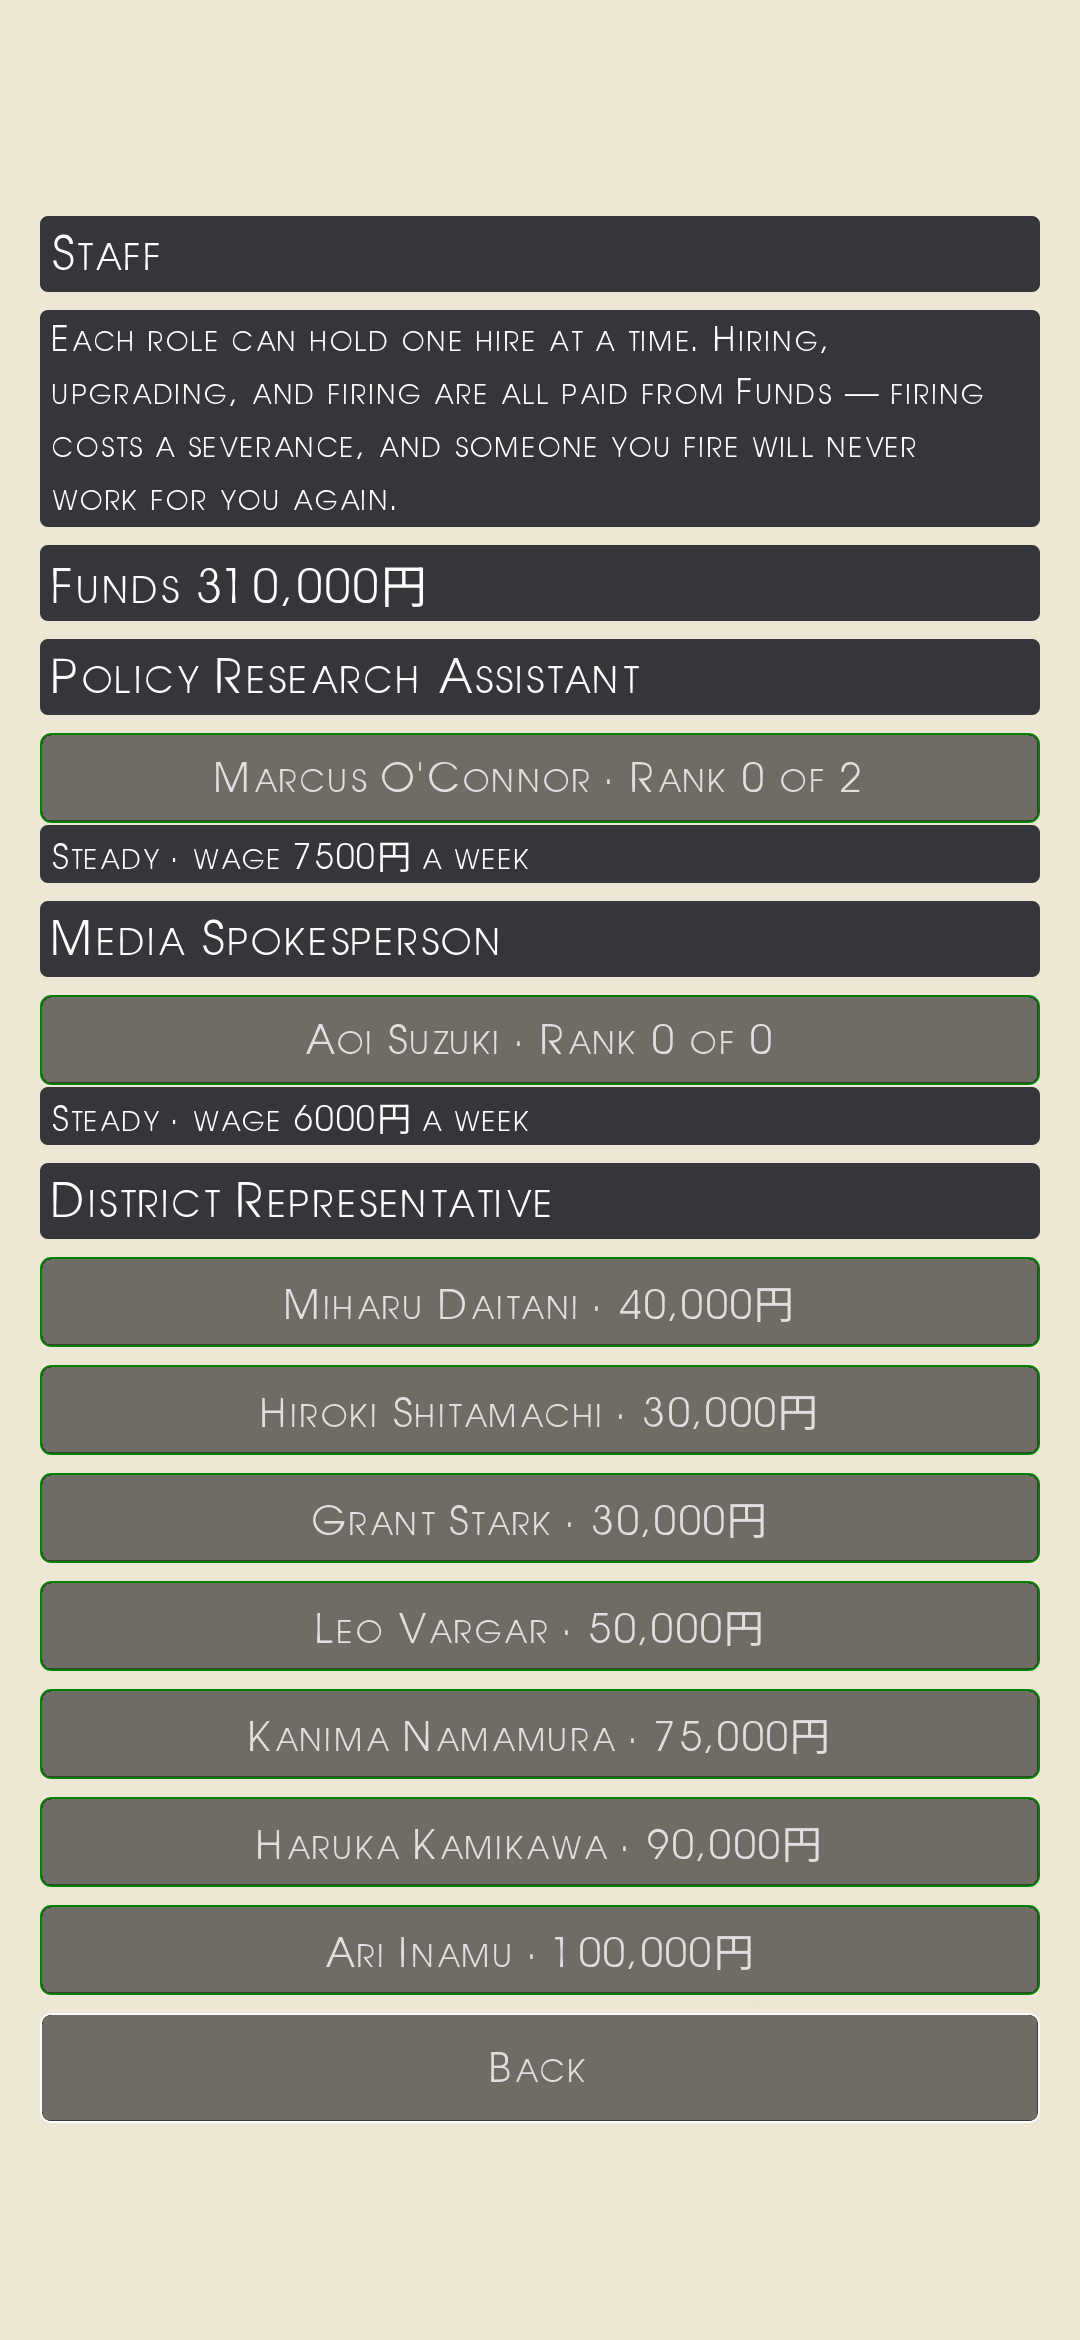 Staff
Each role can hold one hire at a time. Hiring,
upgrading, and firing are all paid from Funds — firing
costs a severance, and someone you fire will never
work for you again.
Funds 310,000円
Policy Research Assistant
Marcus O'Connor · Rank 0 of 2
Steady · wage 7500円 a week
Media Spokesperson
Aoi Suzuki · Rank 0 of 0
Steady · wage 6000円 a week
District Representative
Miharu Daitani · 40,000円
Hiroki Shitamachi · 30,000円
Grant Stark · 30,000円
Leo Vargar · 50,000円
Kanima Namamura · 75,000円
Haruka Kamikawa · 90,000円
Ari Inamu · 100,000円
Back